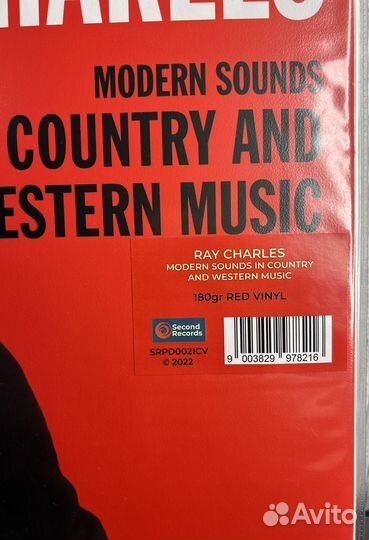 HARLES
MODERN SOUNDS
COUNTRY AND
ESTERN MUSIC
RAY CHARLES
MODERN SOUNDS IN COUNTRY
AND WESTERN MUSIC
180gr RED VINYL
Second
Records
SRPD0021CV
© 2022
9 003829 978216
Avito